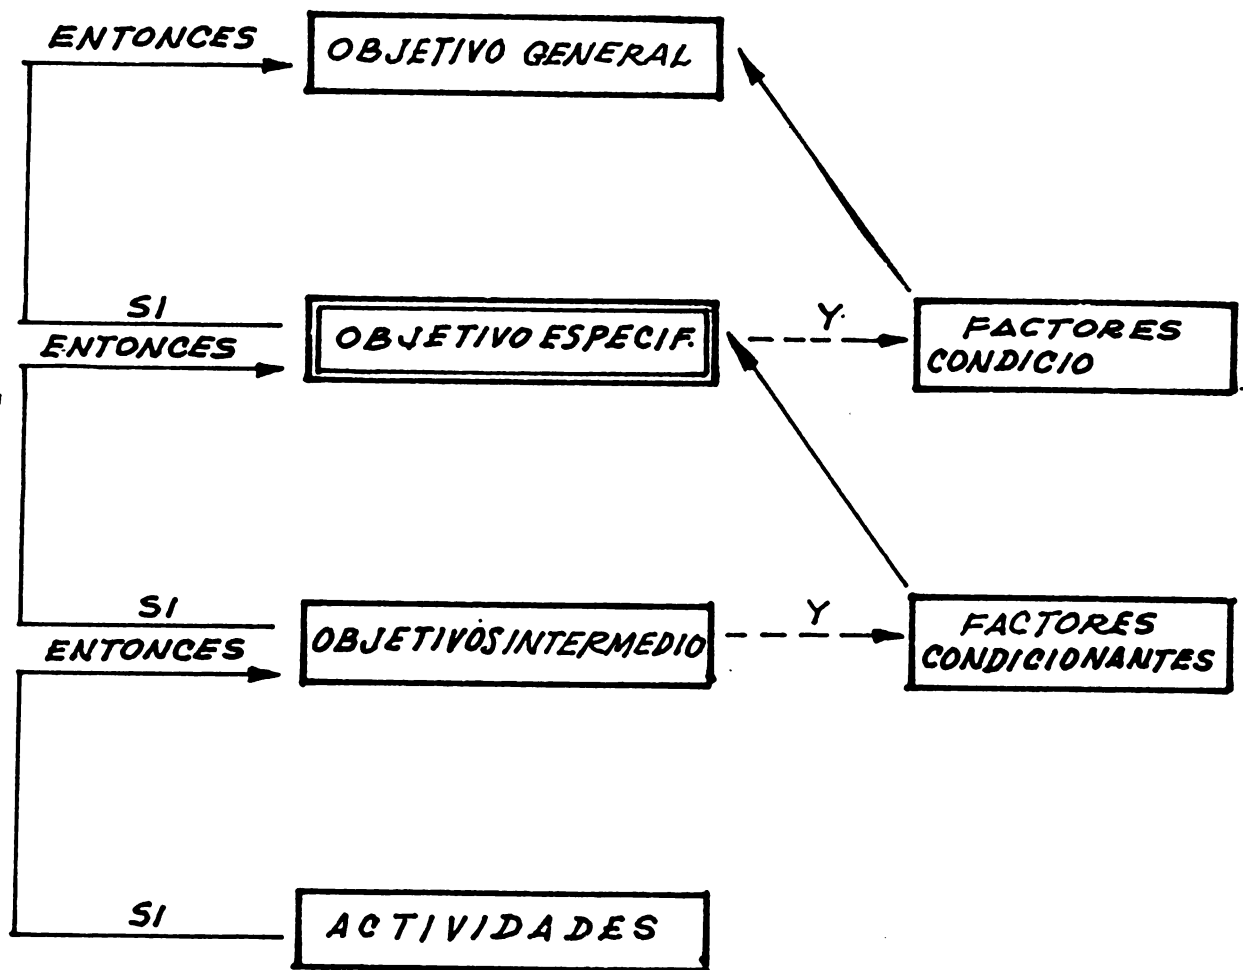 ENTONCES
OBJETIVO GENERAL
SI
ENTONCES
OBJETIVO ESPECIF.
Y.
FACTORES
CONDICIO
SI
ENTONCES
OBJETIVOS INTERMEDIO
Y
FACTORES
CONDICIONANTES
SI
ACTIVIDADES